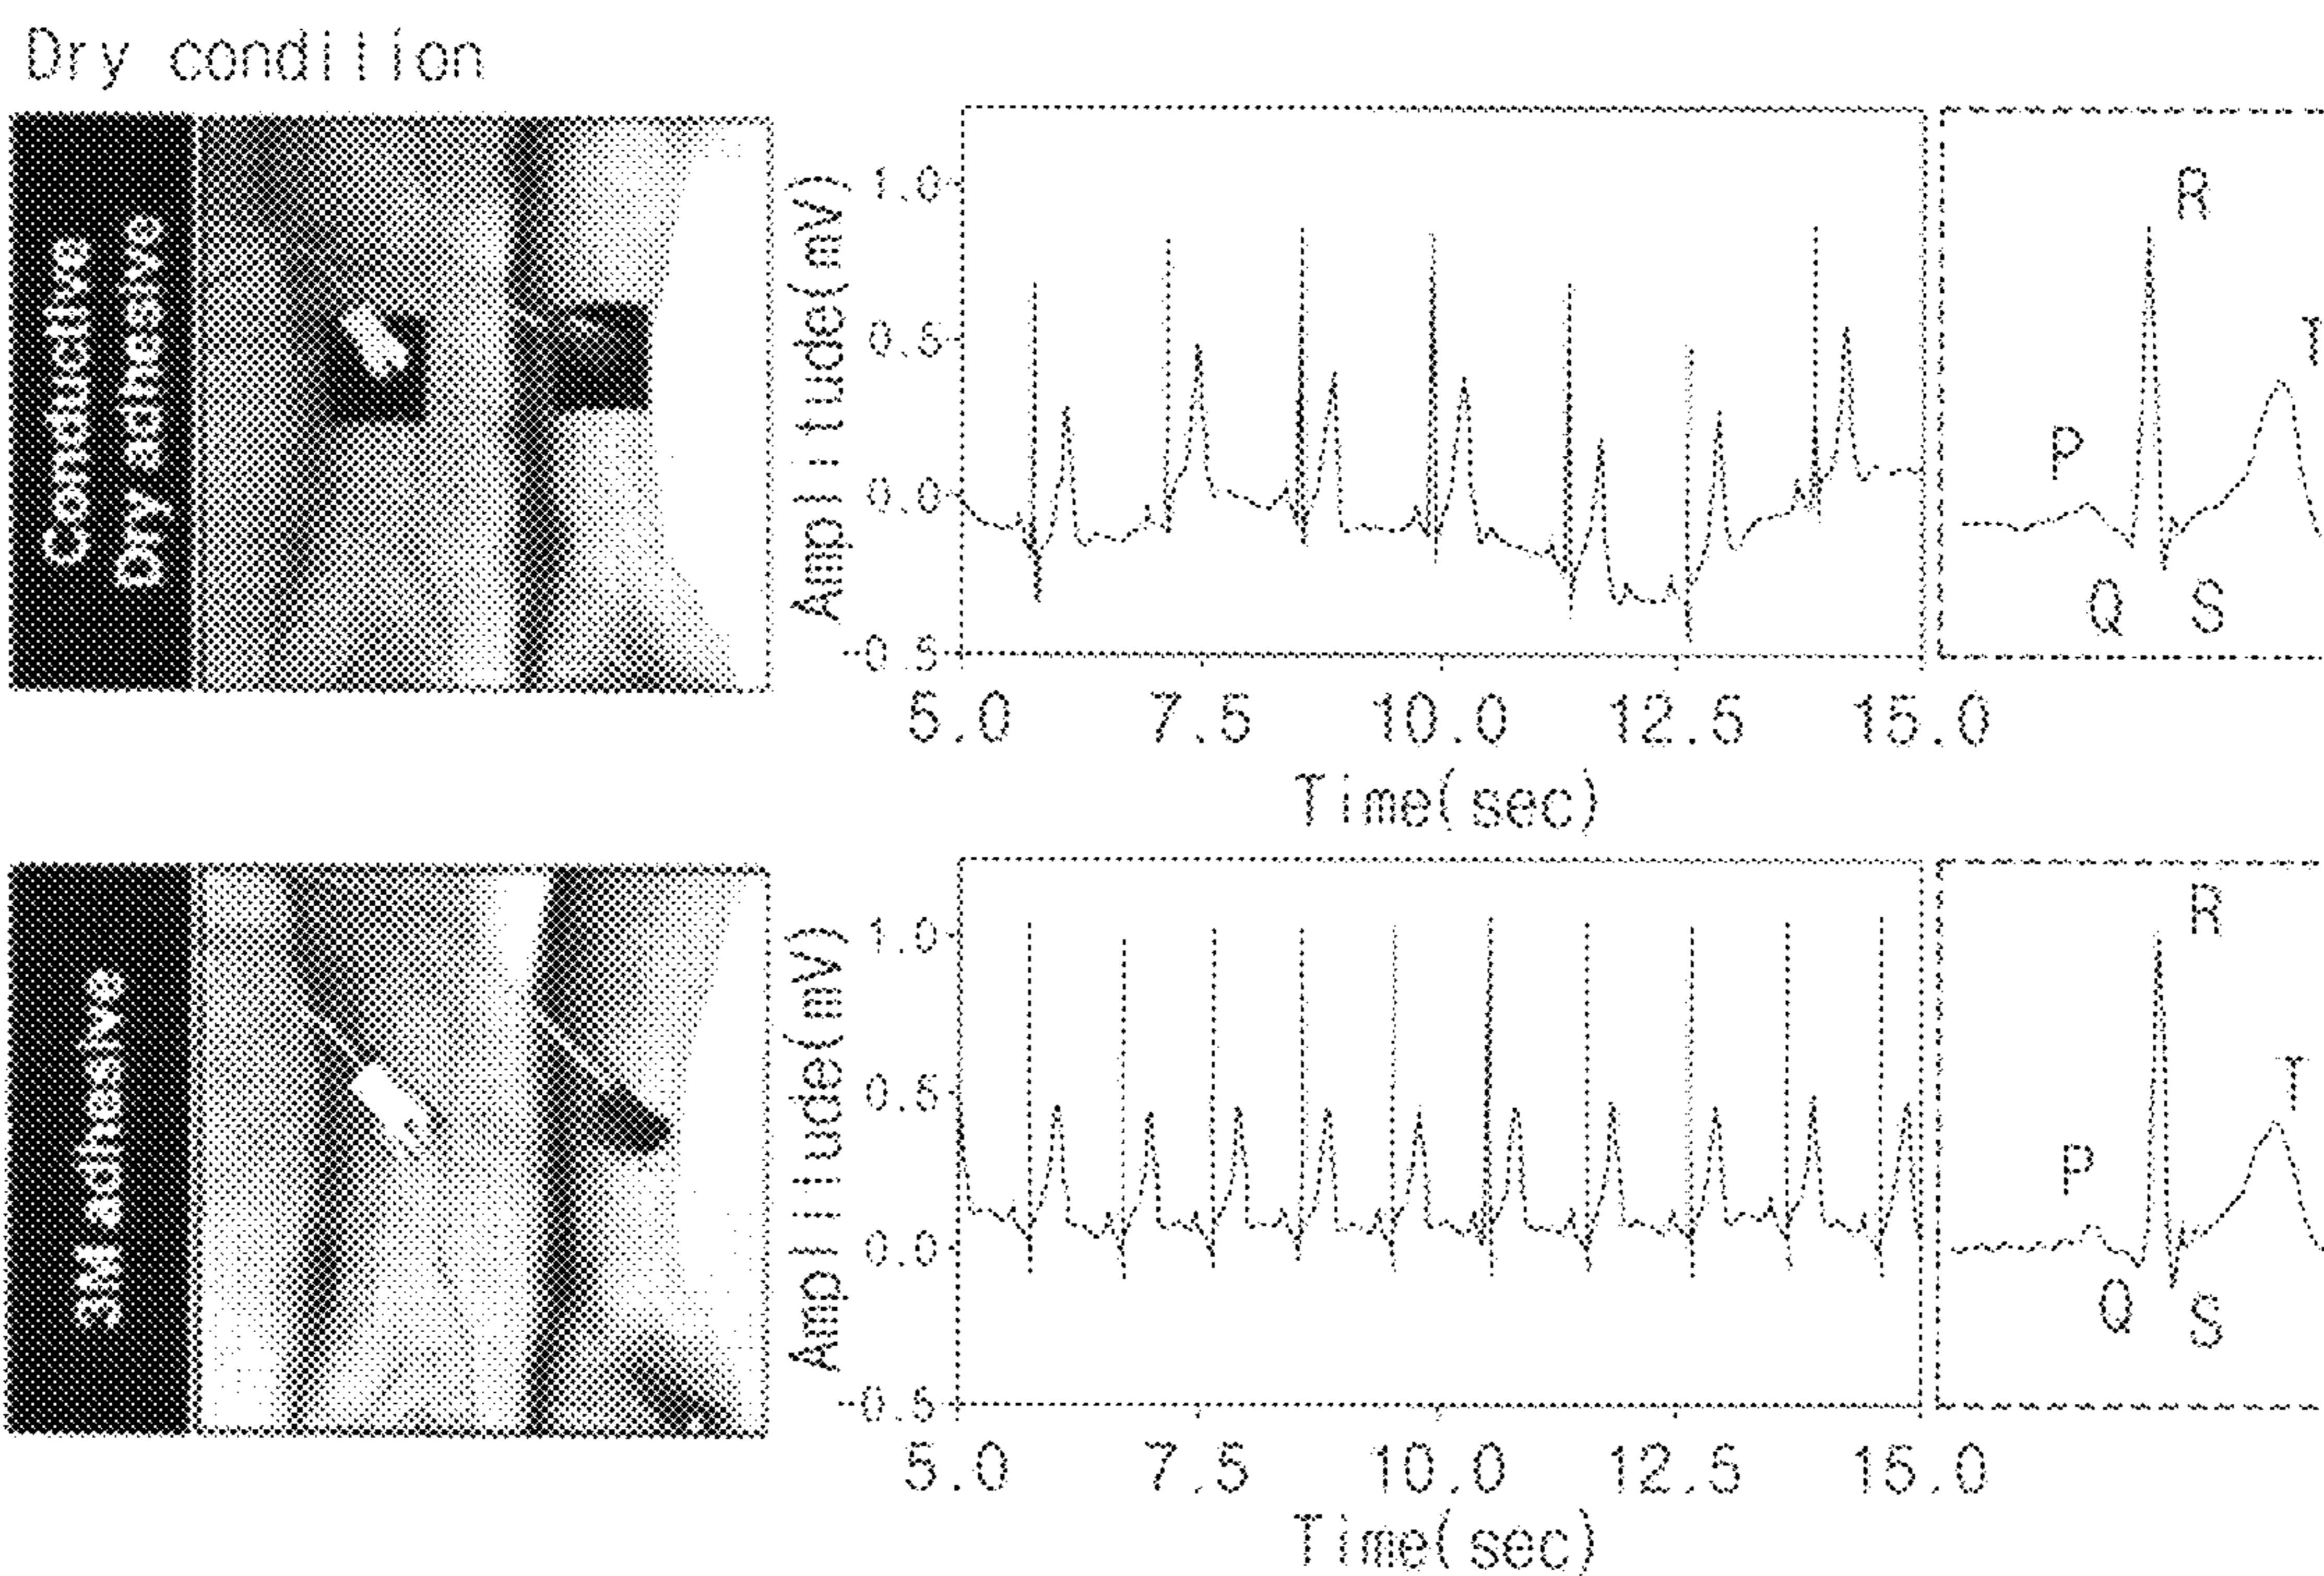 Dry condition
Conductive
Dry adhesive
Amplitude(mV)
1.0
0.5
0.0
-0.5
5.0 7.5 10.0 12.5 15.0
Time(sec)
R
T
P
Q S
3M adhesive
Amplitude(mV)
1.0
0.5
0.0
-0.5
5.0 7.5 10.0 12.5 15.0
Time(sec)
R
T
P
Q S